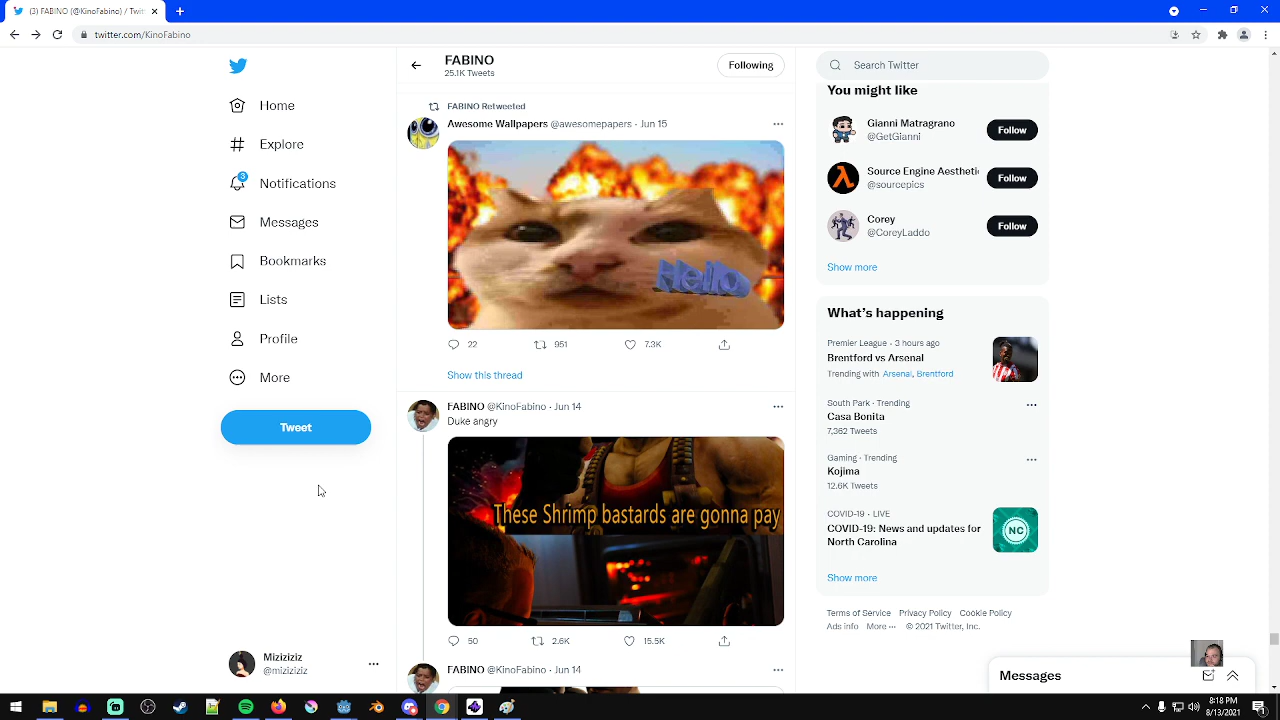 (3) FABINO (@KinoFabino) / Twitt
twitter.com/KinoFabino
FABINO
25.1K Tweets
Following
Search Twitter
Home
Explore
3
Notifications
Messages
Bookmarks
Lists
Profile
More
Tweet
Miziziziz
@miziziziz
FABINO Retweeted
Awesome Wallpapers @awesomepapers · Jun 15
Hello
22
951
7.3K
Show this thread
FABINO @KinoFabino · Jun 14
Duke angry
These Shrimp bastards are gonna pay
50
2.6K
15.5K
FABINO @KinoFabino · Jun 14
You might like
Gianni Matragrano
@GetGianni
Follow
Source Engine Aestheti
@sourcepics
Follow
Corey
@CoreyLaddo
Follow
Show more
What's happening
Premier League · 3 hours ago
Brentford vs Arsenal
Trending with Arsenal, Brentford
South Park · Trending
Casa Bonita
7,362 Tweets
Gaming · Trending
Kojima
12.6K Tweets
COVID-19 · LIVE
COVID-19: News and updates for
North Carolina
NC
Show more
Terms of Service Privacy Policy Cookie Policy
Ads info More ··· © 2021 Twitter, Inc.
Messages
8:18 PM
8/13/2021
1